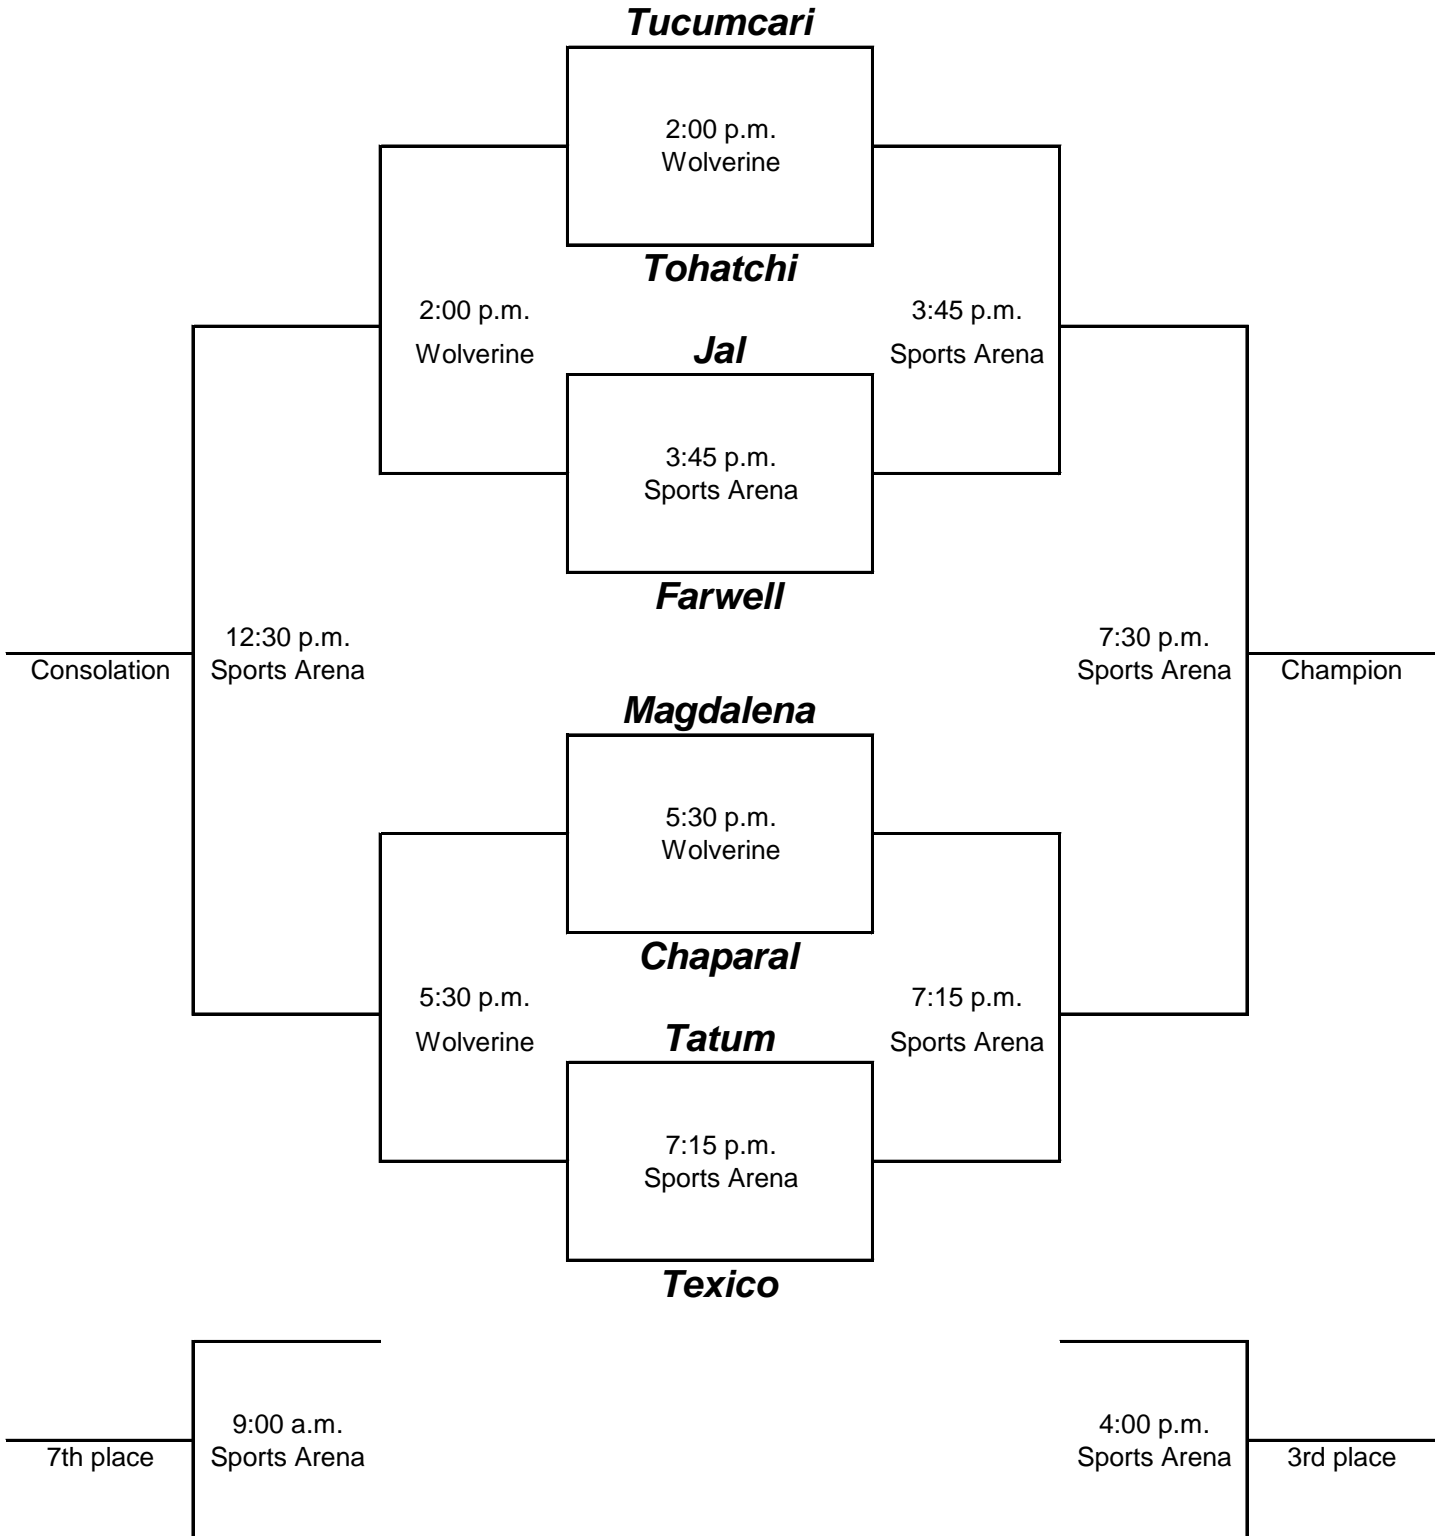 Tucumcari
2:00 p.m.
Wolverine
Tohatchi
2:00 p.m.
Wolverine
3:45 p.m.
Sports Arena
Jal
3:45 p.m.
Sports Arena
Farwell
12:30 p.m.
Sports Arena
Consolation
7:30 p.m.
Sports Arena
Champion
Magdalena
5:30 p.m.
Wolverine
Chaparal
5:30 p.m.
Wolverine
7:15 p.m.
Sports Arena
Tatum
7:15 p.m.
Sports Arena
Texico
9:00 a.m.
Sports Arena
7th place
4:00 p.m.
Sports Arena
3rd place